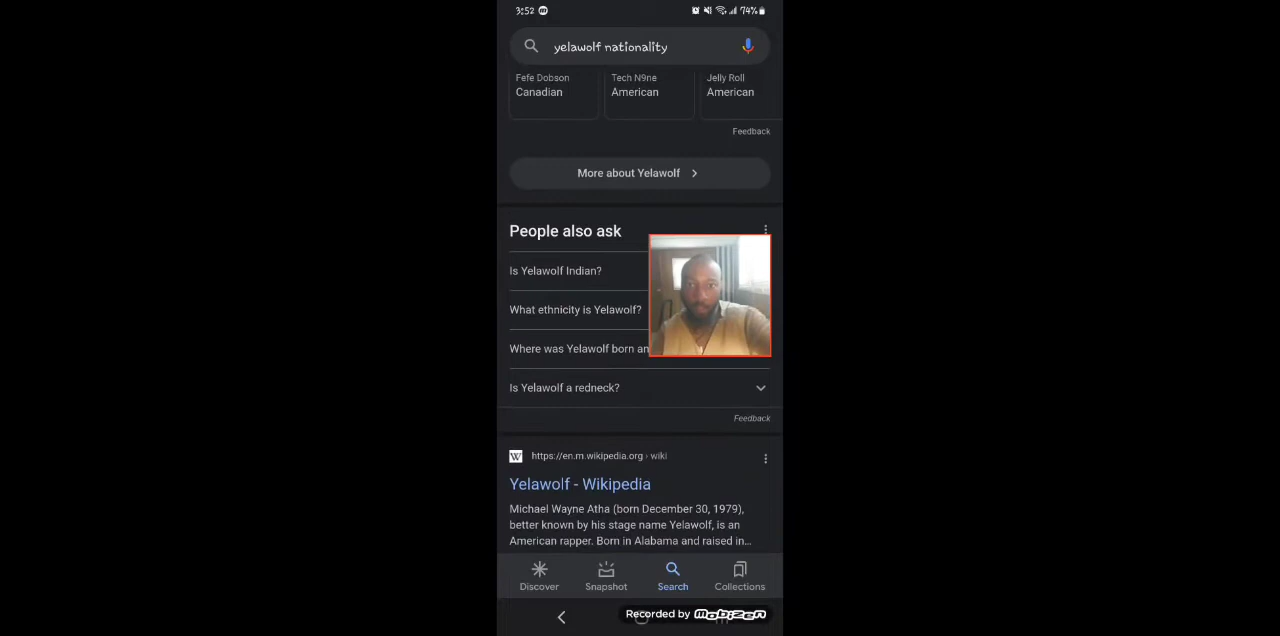 3:52
74%
yelawolf nationality
Fefe Dobson
Canadian
Tech N9ne
American
Jelly Roll
American
Feedback
More about Yelawolf
People also ask
Is Yelawolf Indian?
What ethnicity is Yelawolf?
Where was Yelawolf born an
Is Yelawolf a redneck?
Feedback
W https://en.m.wikipedia.org › wiki
Yelawolf - Wikipedia
Michael Wayne Atha (born December 30, 1979),
better known by his stage name Yelawolf, is an
American rapper. Born in Alabama and raised in...
Discover
Snapshot
Search
Collections
Recorded by mobizen